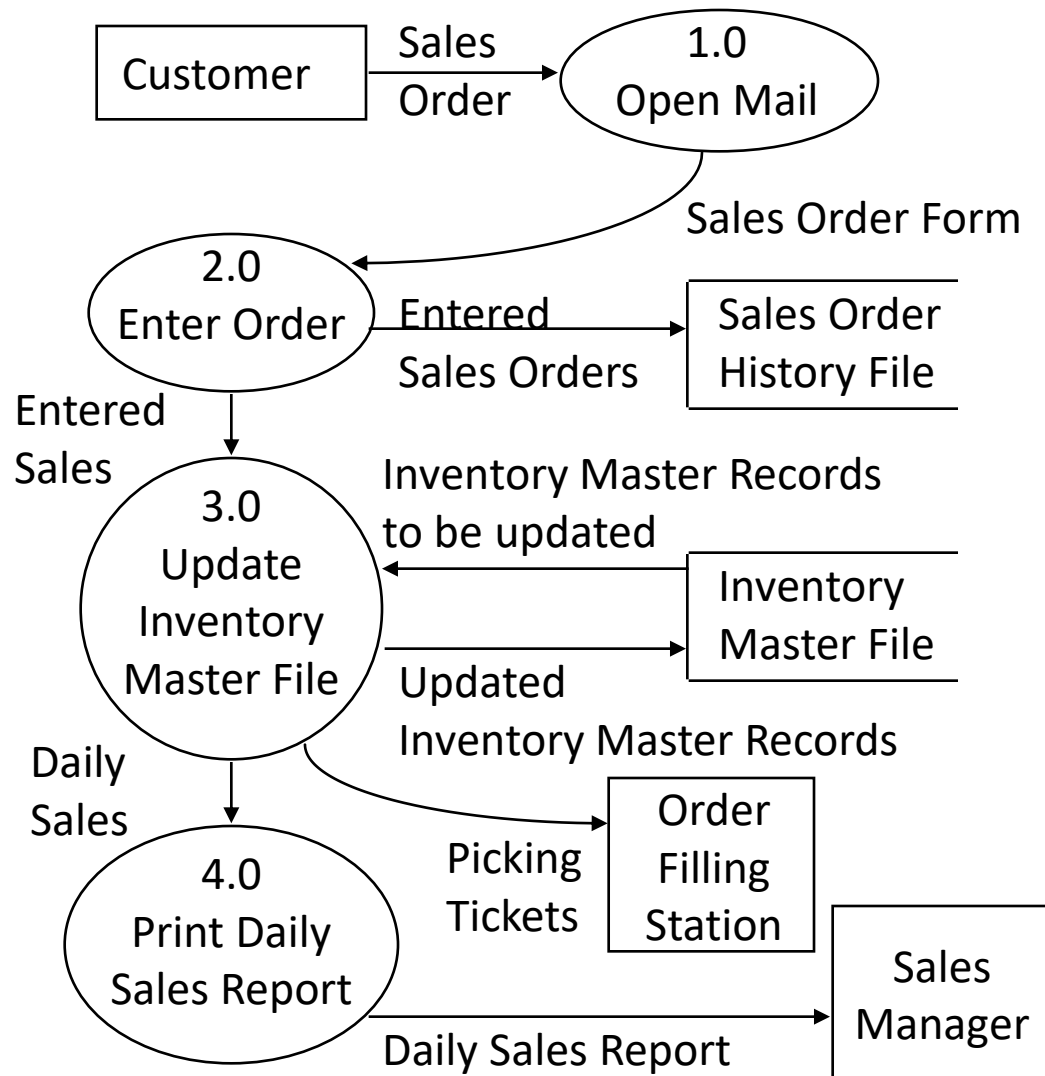 Customer
Sales
Order
1.0
Open Mail
Sales Order Form
2.0
Enter Order
Entered
Sales Orders
Sales Order
History File
Entered
Sales
3.0
Update
Inventory
Master File
Inventory Master Records
to be updated
Inventory
Master File
Updated
Inventory Master Records
Daily
Sales
Picking
Tickets
Order
Filling
Station
4.0
Print Daily
Sales Report
Daily Sales Report
Sales
Manager